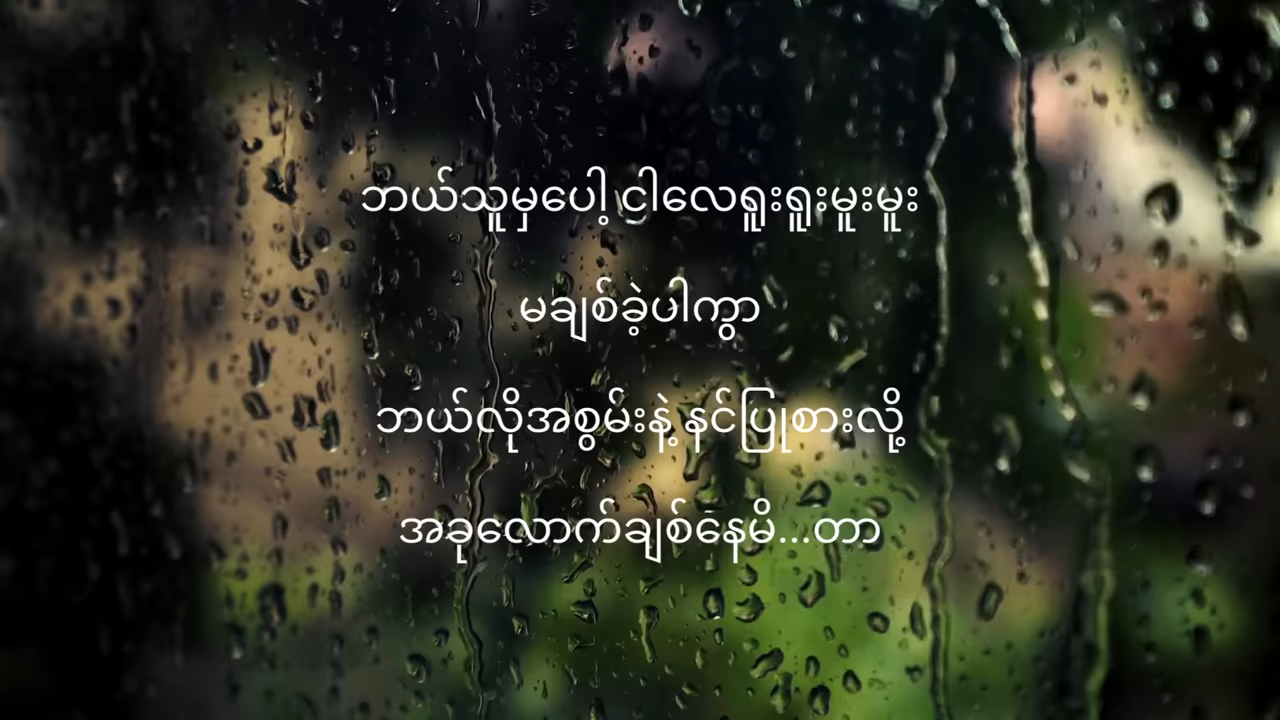 ဘယ်သူမှပေါ့ ငါလေရူးရူးမူးမူး
မချစ်ခဲ့ပါကွာ
ဘယ်လိုအစွမ်းနဲ့ နင်ပြုစားလို့
အခုလောက်ချစ်နေမိ...တာ